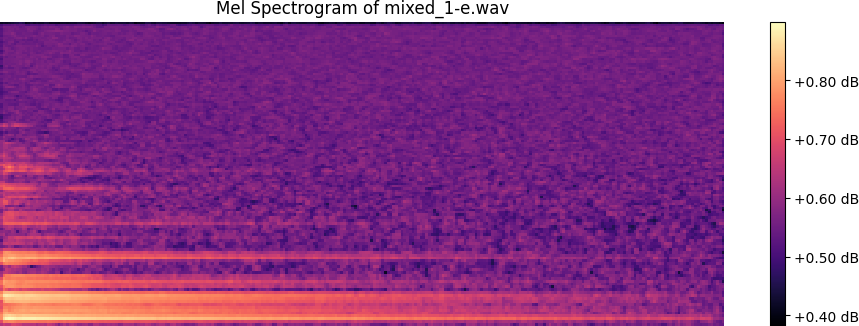 Mel Spectrogram of mixed_1-e.wav
+0.80 dB
+0.70 dB
+0.60 dB
+0.50 dB
+0.40 dB